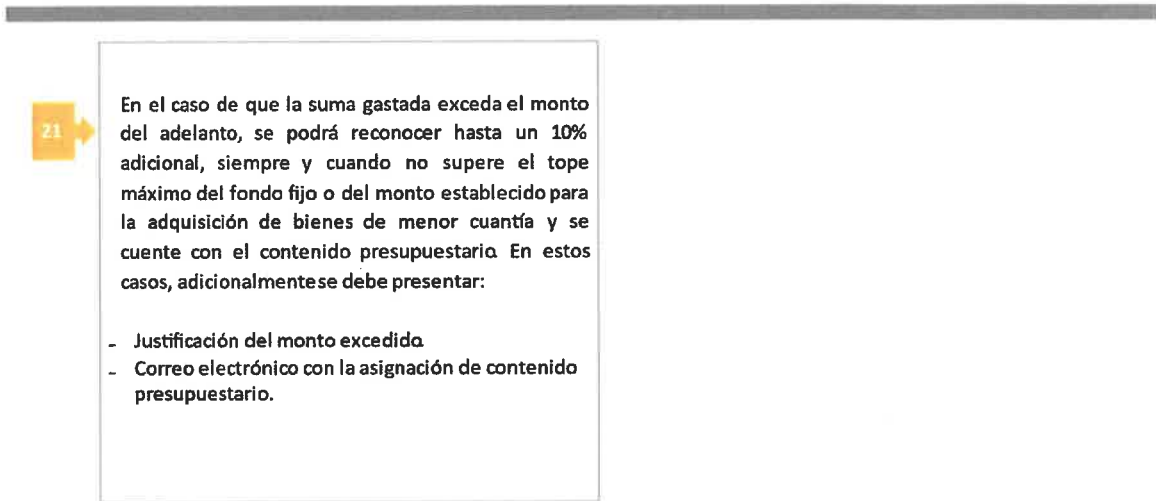 21
En el caso de que la suma gastada exceda el monto
del adelanto, se podrá reconocer hasta un 10%
adicional, siempre y cuando no supere el tope
máximo del fondo fijo o del monto establecido para
la adquisición de bienes de menor cuantía y se
cuente con el contenido presupuestario. En estos
casos, adicionalmente se debe presentar:
- Justificación del monto excedido.
- Correo electrónico con la asignación de contenido
presupuestario.